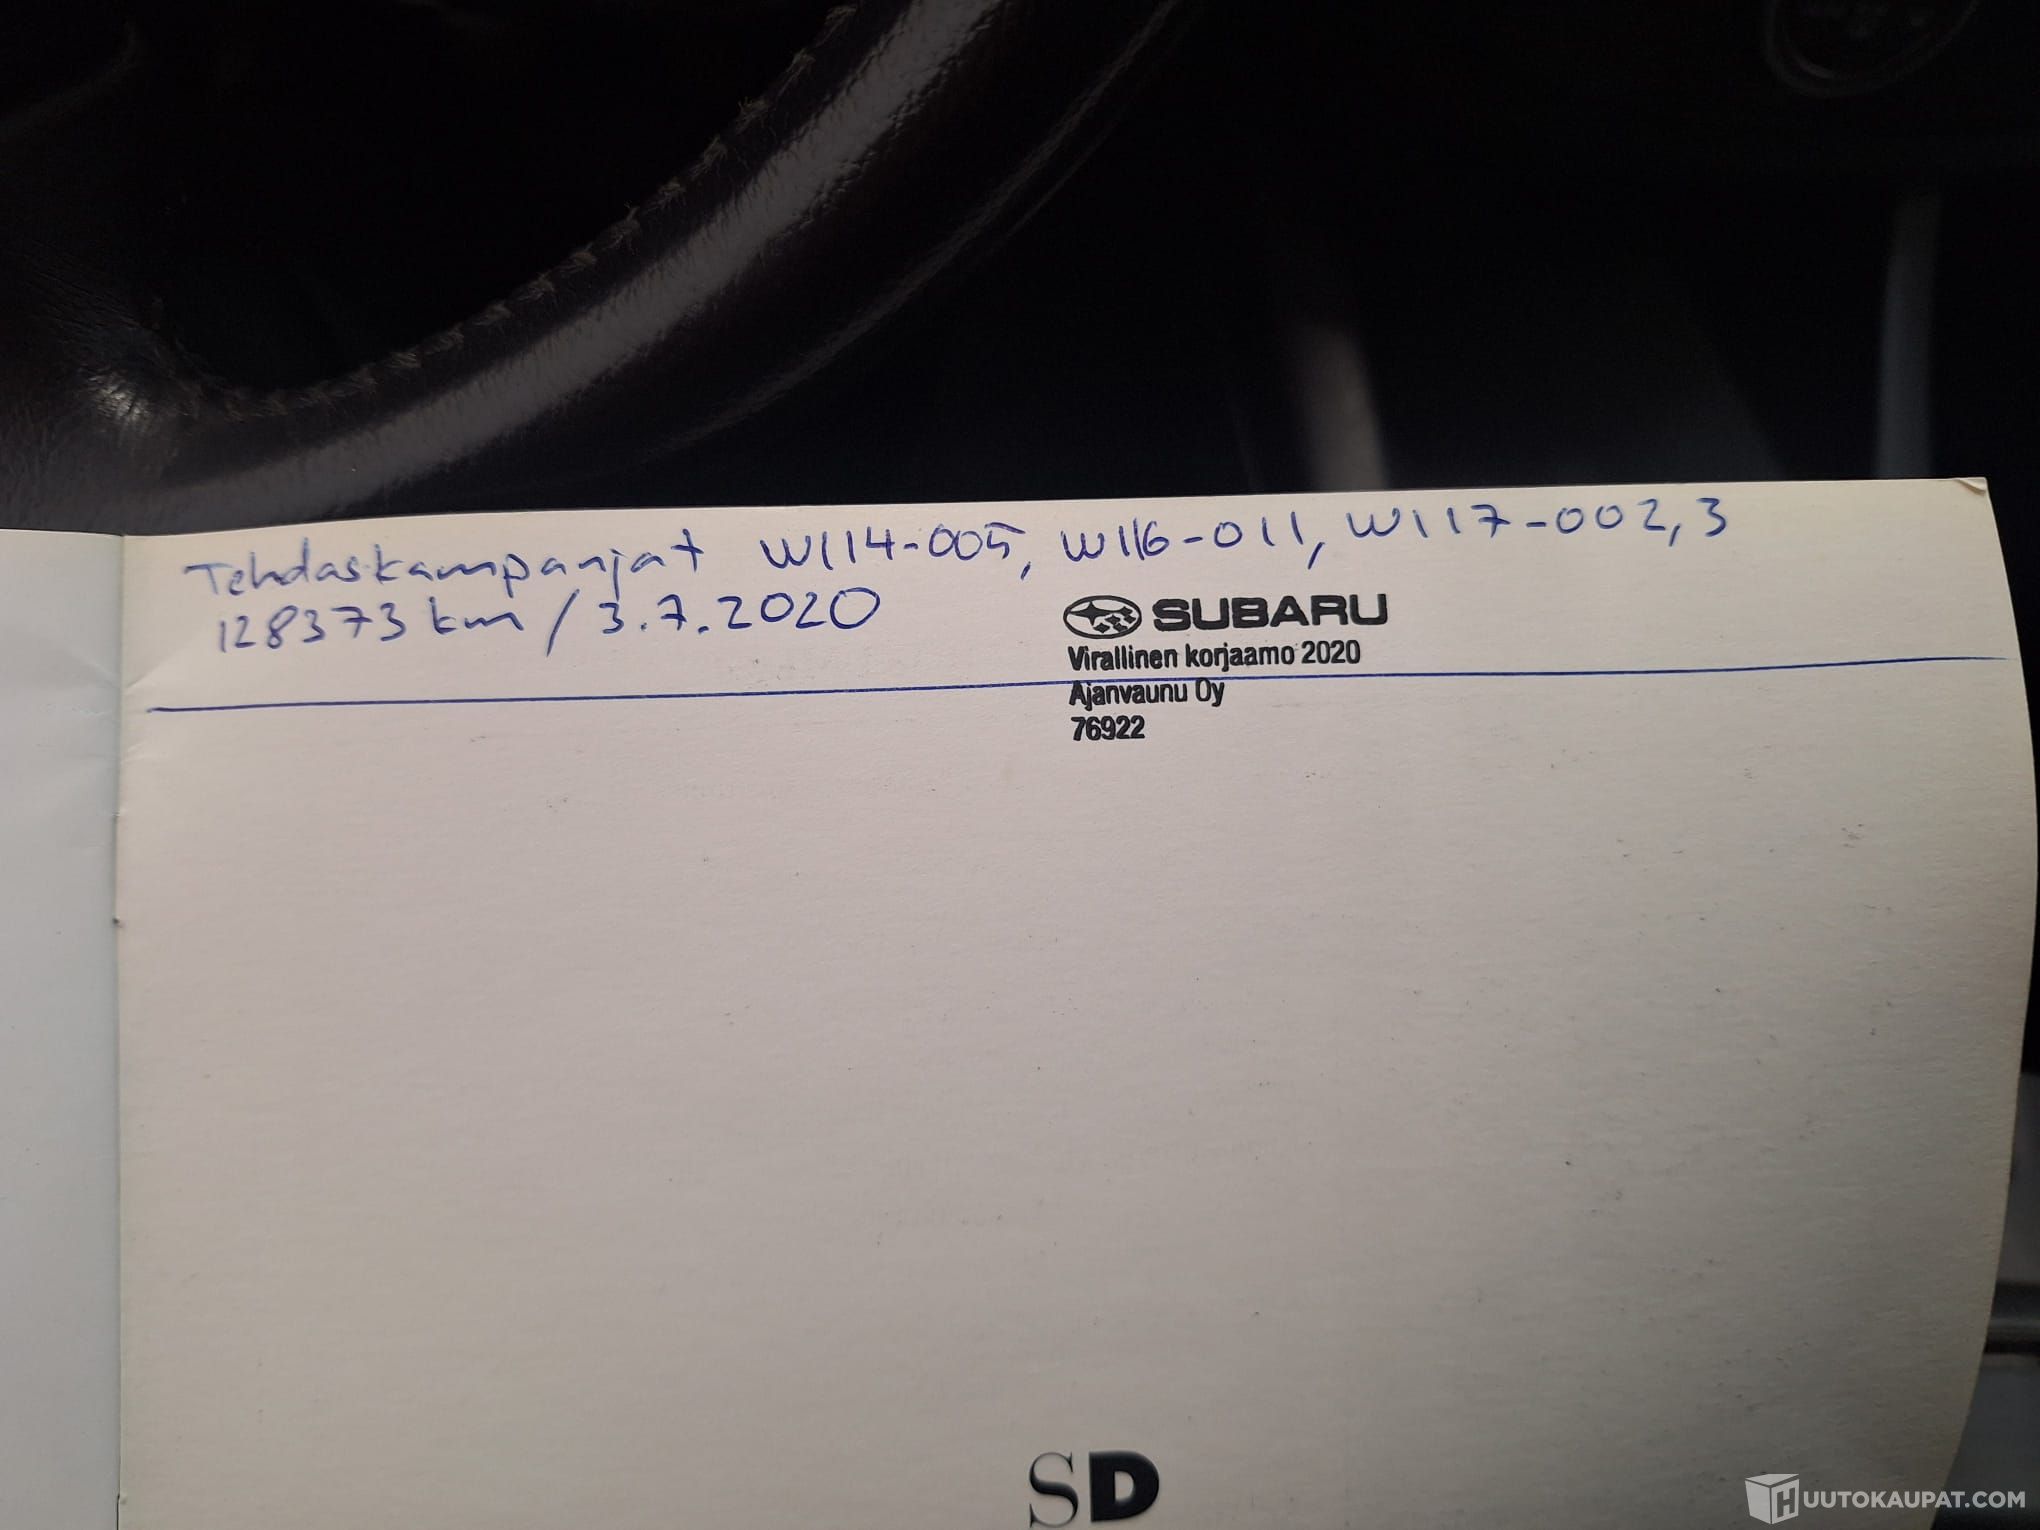 Tehdaskampanjat W114-005, W116-011, W117-002,3
128373 km / 3.7.2020
SUBARU
Virallinen korjaamo 2020
Ajanvaunu Oy
76922
SD
HUUTOKAUPAT.COM